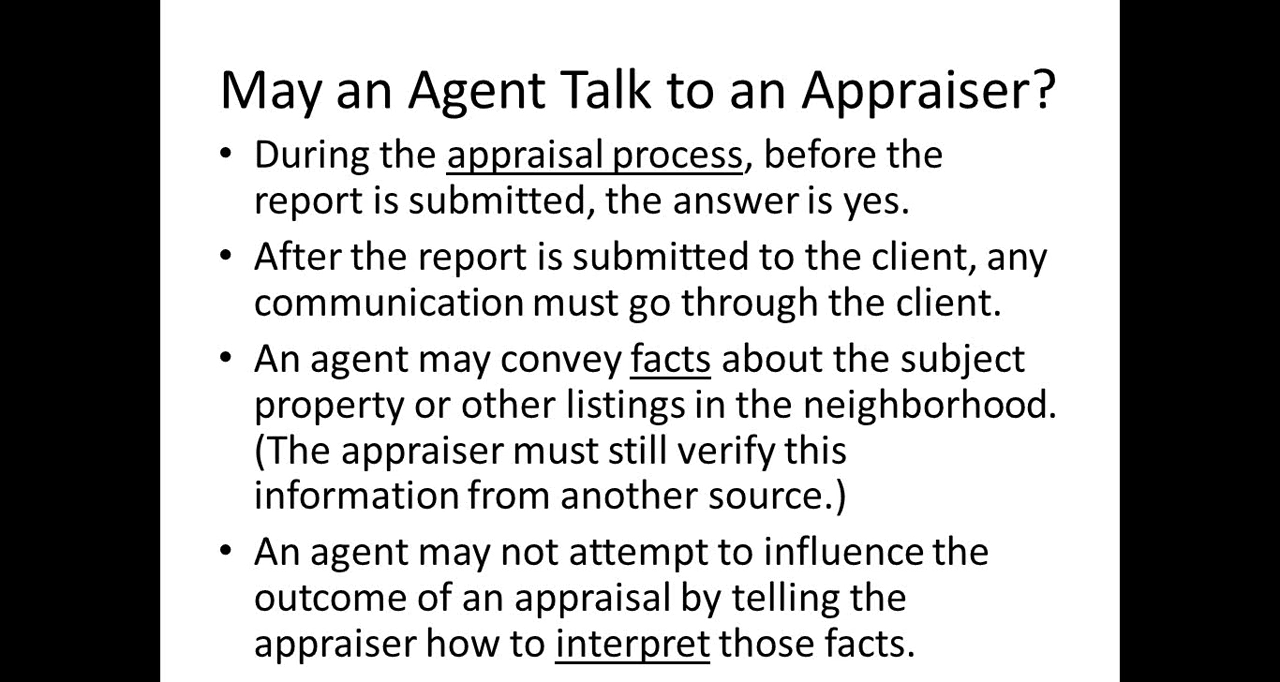 May an Agent Talk to an Appraiser?
• During the appraisal process, before the
report is submitted, the answer is yes.
• After the report is submitted to the client, any
communication must go through the client.
• An agent may convey facts about the subject
property or other listings in the neighborhood.
(The appraiser must still verify this
information from another source.)
• An agent may not attempt to influence the
outcome of an appraisal by telling the
appraiser how to interpret those facts.